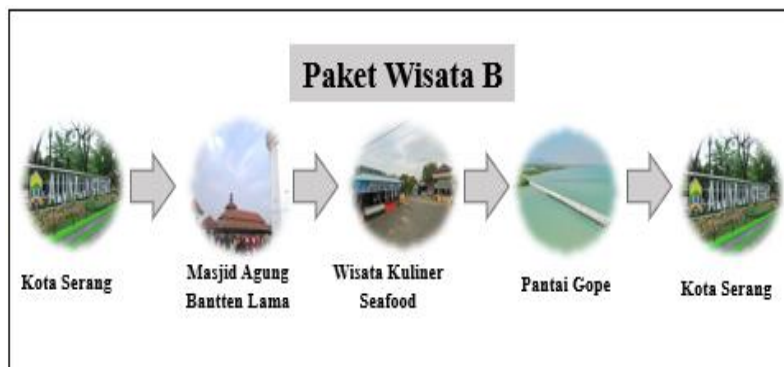 Paket Wisata B
Kota Serang
Masjid Agung
Bantten Lama
Wisata Kuliner
Seafood
Pantai Gope
Kota Serang